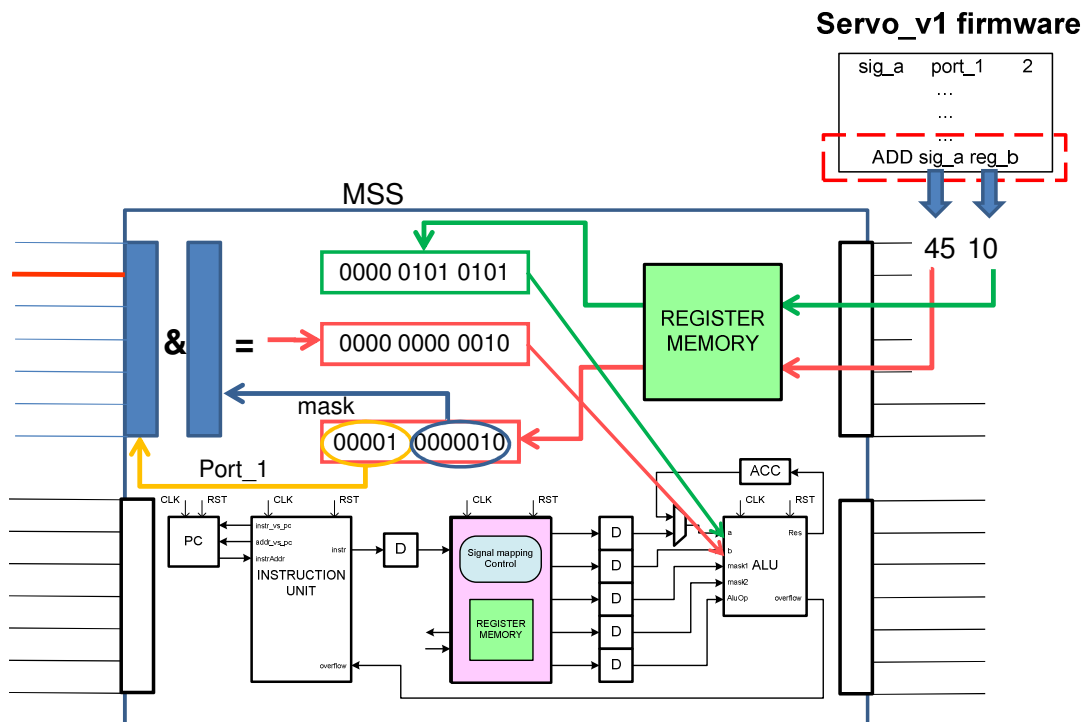 Servo_v1 firmware
sig_a port_1 2
...
...
...
ADD sig_a reg_b
MSS
45 10
0000 0101 0101
REGISTER
MEMORY
& =
0000 0000 0010
mask
00001 0000010
Port_1
ACC
CLK RST CLK RST CLK RST CLK RST
PC
instr_vs_pc
addr_vs_pc
instrAddr
instr
INSTRUCTION
UNIT
overflow
D
Signal mapping
Control
REGISTER
MEMORY
D
D
D
D
D
a
b
mask1
mask2
AluOp
ALU
Res
overflow